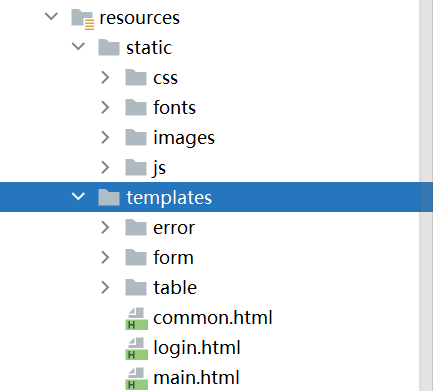 resources
static
css
fonts
images
js
templates
error
form
table
common.html
login.html
main.html